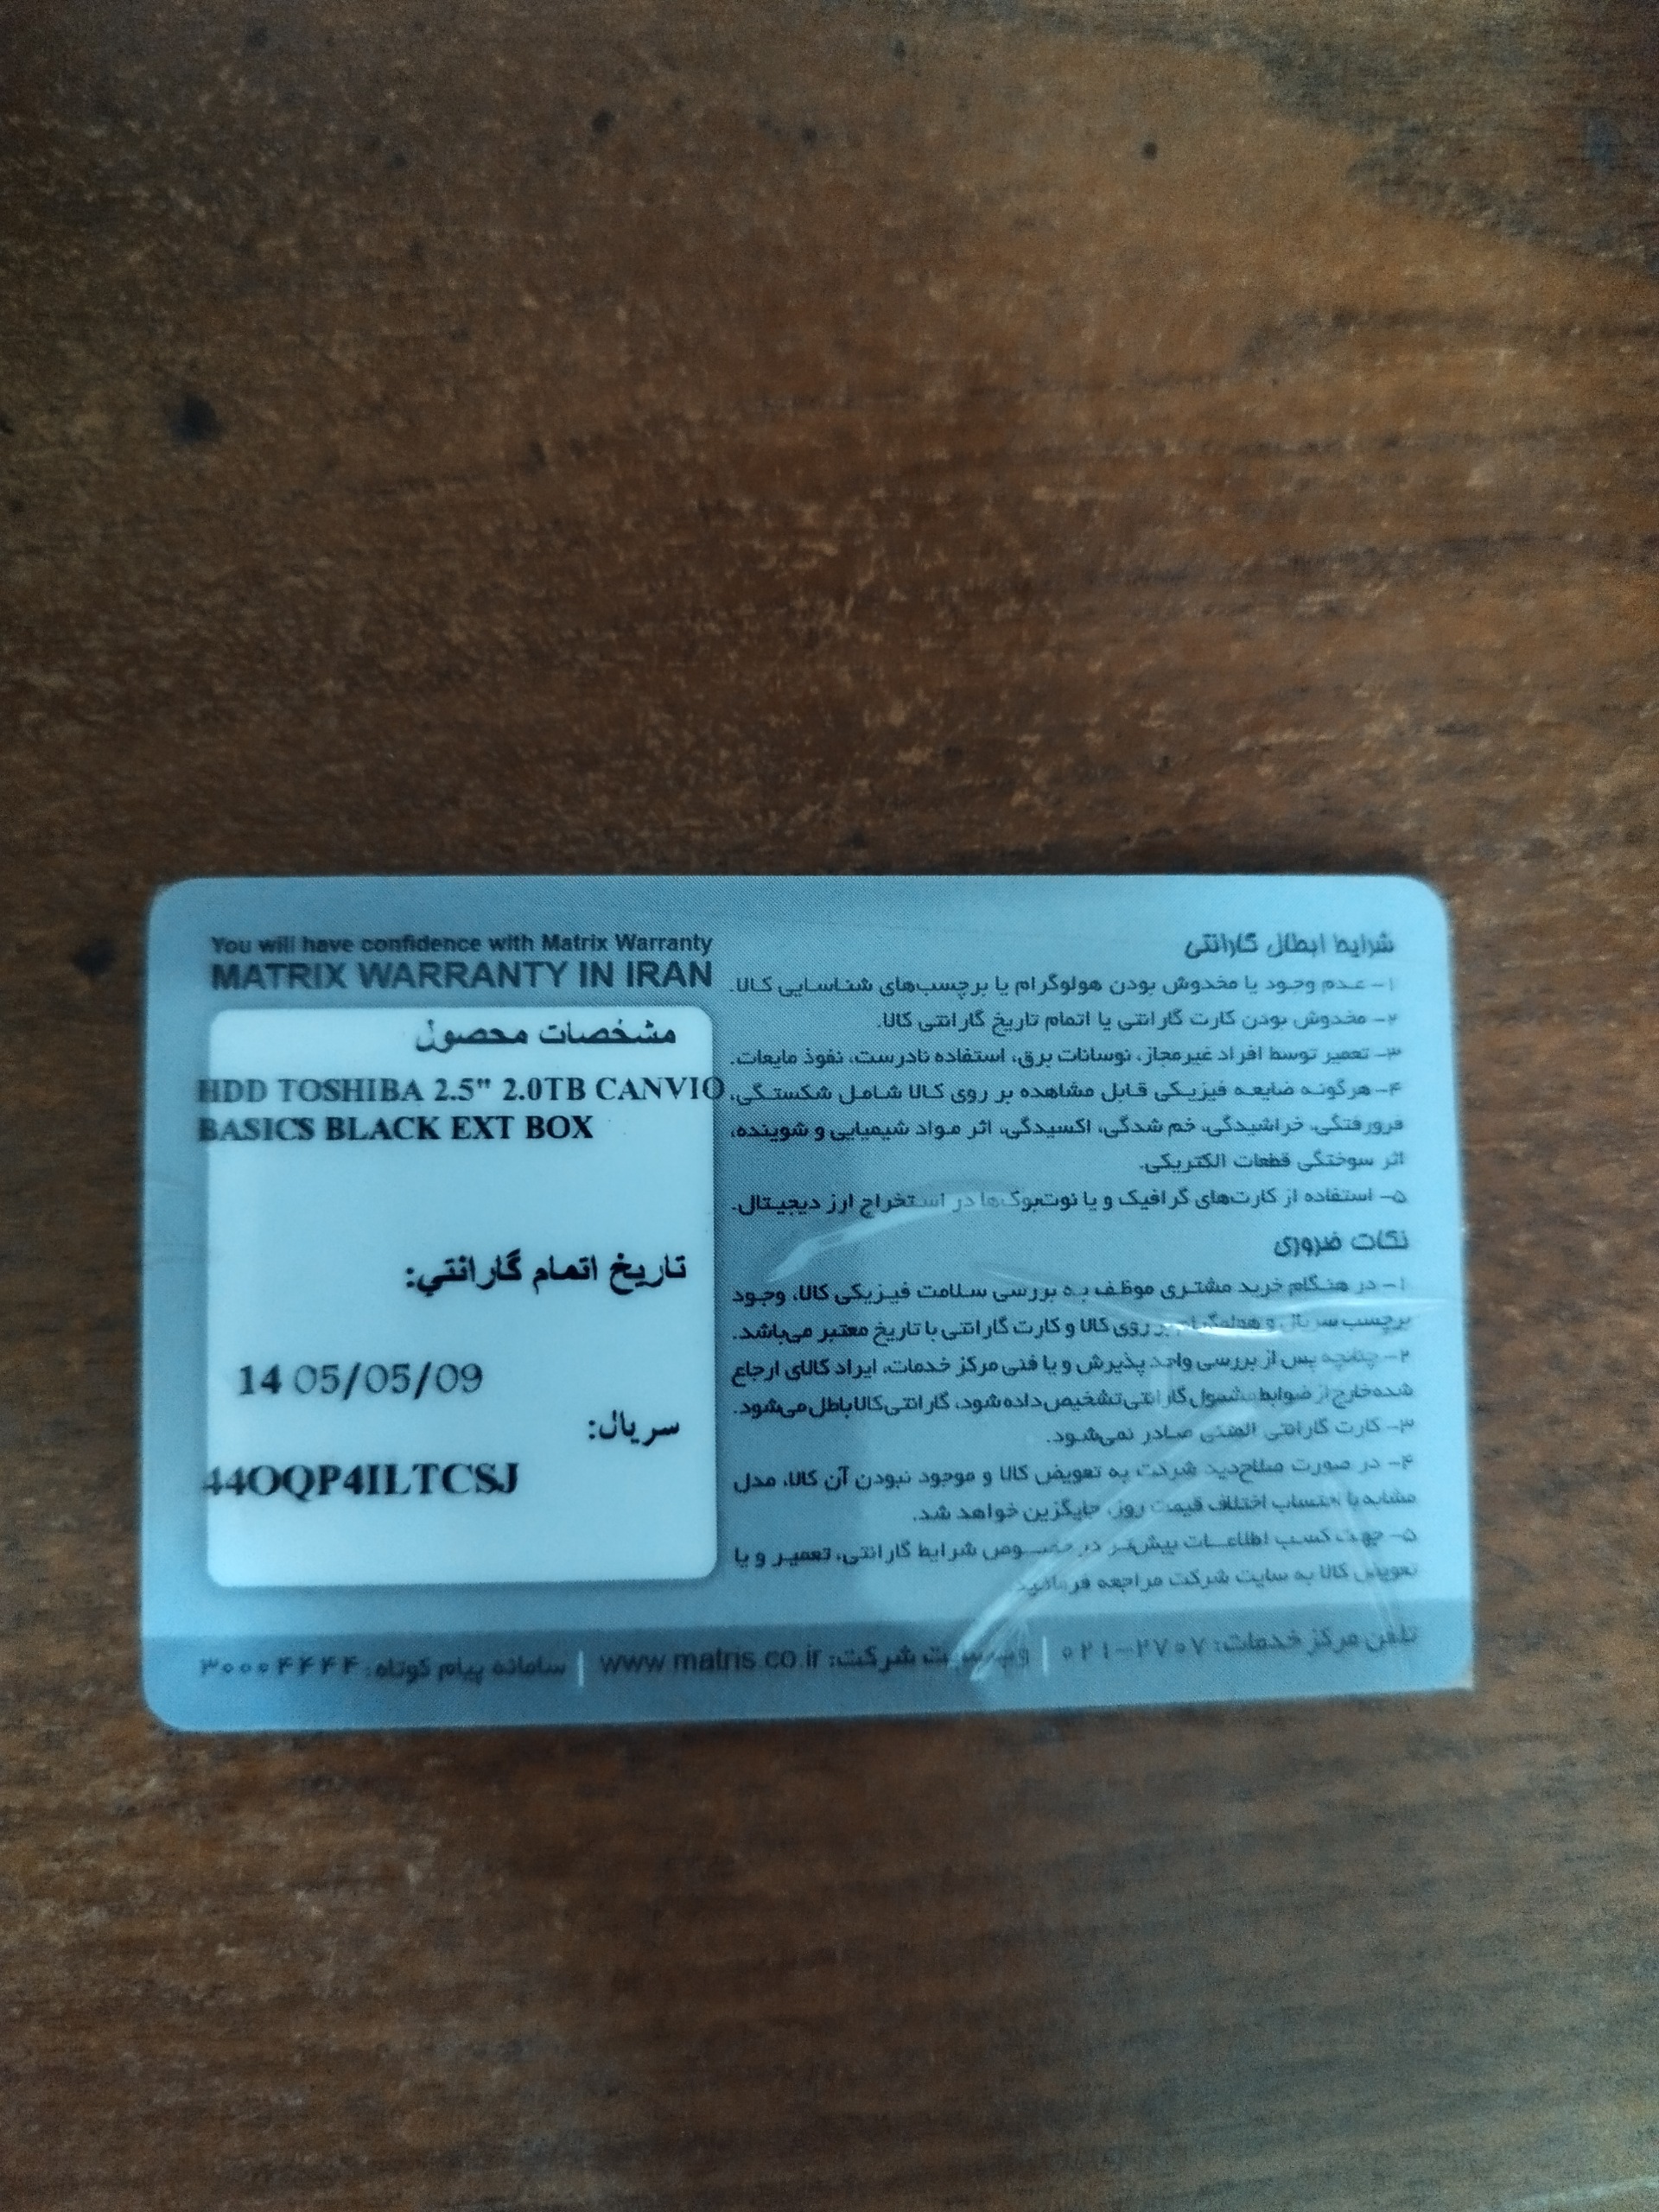 You will have confidence with Matrix Warranty
MATRIX WARRANTY IN IRAN
مشخصات محصول
HDD TOSHIBA 2.5" 2.0TB CANVIO
BASICS BLACK EXT BOX
تاریخ اتمام گارانتي:
1405/05/09
سریال:
44OQP4ILTCSJ
شرایط ابطال گارانتی
۱- عدم وجود یا مخدوش بودن هولوگرام یا برچسب‌های شناسایی کالا.
۲- مخدوش بودن کارت گارانتی یا اتمام تاریخ گارانتی کالا.
۳- تعمیر توسط افراد غیرمجاز، نوسانات برق، استفاده نادرست، نفوذ مایعات.
۴- هرگونه ضایعه فیزیکی قابل مشاهده بر روی کالا شامل شکستگی،
فرورفتگی، خراشیدگی، خم شدگی، اکسیدگی، اثر مواد شیمیایی و شوینده،
اثر سوختگی قطعات الکتریکی.
۵- استفاده از کارت‌های گرافیک و یا نوت‌بوک‌ها در استخراج ارز دیجیتال.
نکات ضروری
۱- در هنگام خرید مشتری موظف به بررسی سلامت فیزیکی کالا، وجود
برچسب سریال و هولوگرام بر روی کالا و کارت گارانتی با تاریخ معتبر می‌باشد.
۲- چنانچه پس از بررسی واحد پذیرش و یا فنی مرکز خدمات، ایراد کالای ارجاع
شده خارج از ضوابط مشمول گارانتی تشخیص داده شود، گارانتی کالا باطل می‌شود.
۳- کارت گارانتی المثنی صادر نمی‌شود.
۴- در صورت صلاحدید شرکت به تعویض کالا و موجود نبودن آن کالا، مدل
مشابه با احتساب اختلاف قیمت روز، جایگزین خواهد شد.
۵- جهت کسب اطلاعات بیش‌تر در خصوص شرایط گارانتی، تعمیر و یا
تعویض کالا به سایت شرکت مراجعه فرمائید.
تلفن مرکز خدمات: ۰۲۱-۲۷۰۷ | وب سایت شرکت: www.matris.co.ir | سامانه پیام کوتاه: ۳۰۰۰۴۴۴۴